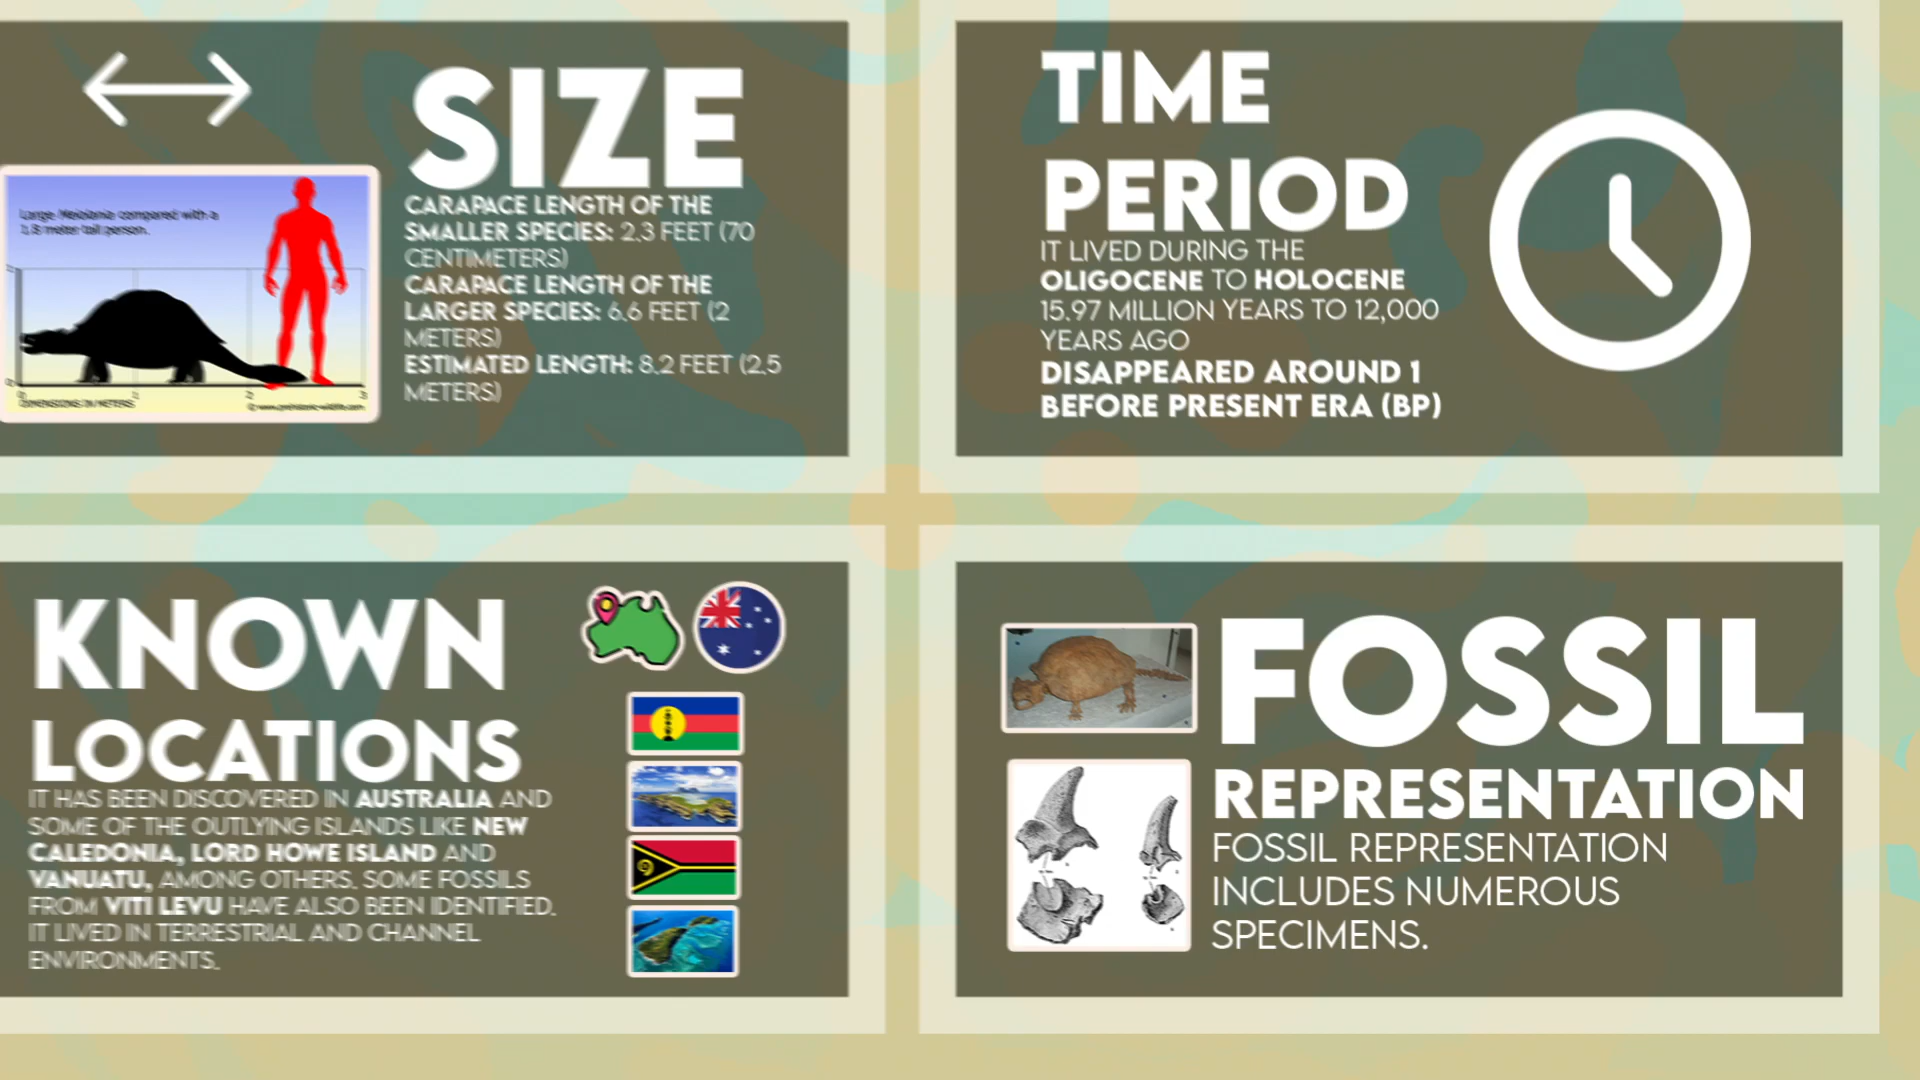 SIZE
Large Meiolania compared with a
1.8 meter tall person.
DIMENSIONS IN METERS
CARAPACE LENGTH OF THE
SMALLER SPECIES: 2.3 FEET (70
CENTIMETERS)
CARAPACE LENGTH OF THE
LARGER SPECIES: 6.6 FEET (2
METERS)
ESTIMATED LENGTH: 8.2 FEET (2.5
METERS)
TIME
PERIOD
IT LIVED DURING THE
OLIGOCENE TO HOLOCENE
15.97 MILLION YEARS TO 12,000
YEARS AGO
DISAPPEARED AROUND 1
BEFORE PRESENT ERA (BP)
KNOWN
LOCATIONS
IT HAS BEEN DISCOVERED IN AUSTRALIA AND
SOME OF THE OUTLYING ISLANDS LIKE NEW
CALEDONIA, LORD HOWE ISLAND AND
VANUATU, AMONG OTHERS. SOME FOSSILS
FROM VITI LEVU HAVE ALSO BEEN IDENTIFIED.
IT LIVED IN TERRESTRIAL AND CHANNEL
ENVIRONMENTS.
FOSSIL
REPRESENTATION
FOSSIL REPRESENTATION
INCLUDES NUMEROUS
SPECIMENS.